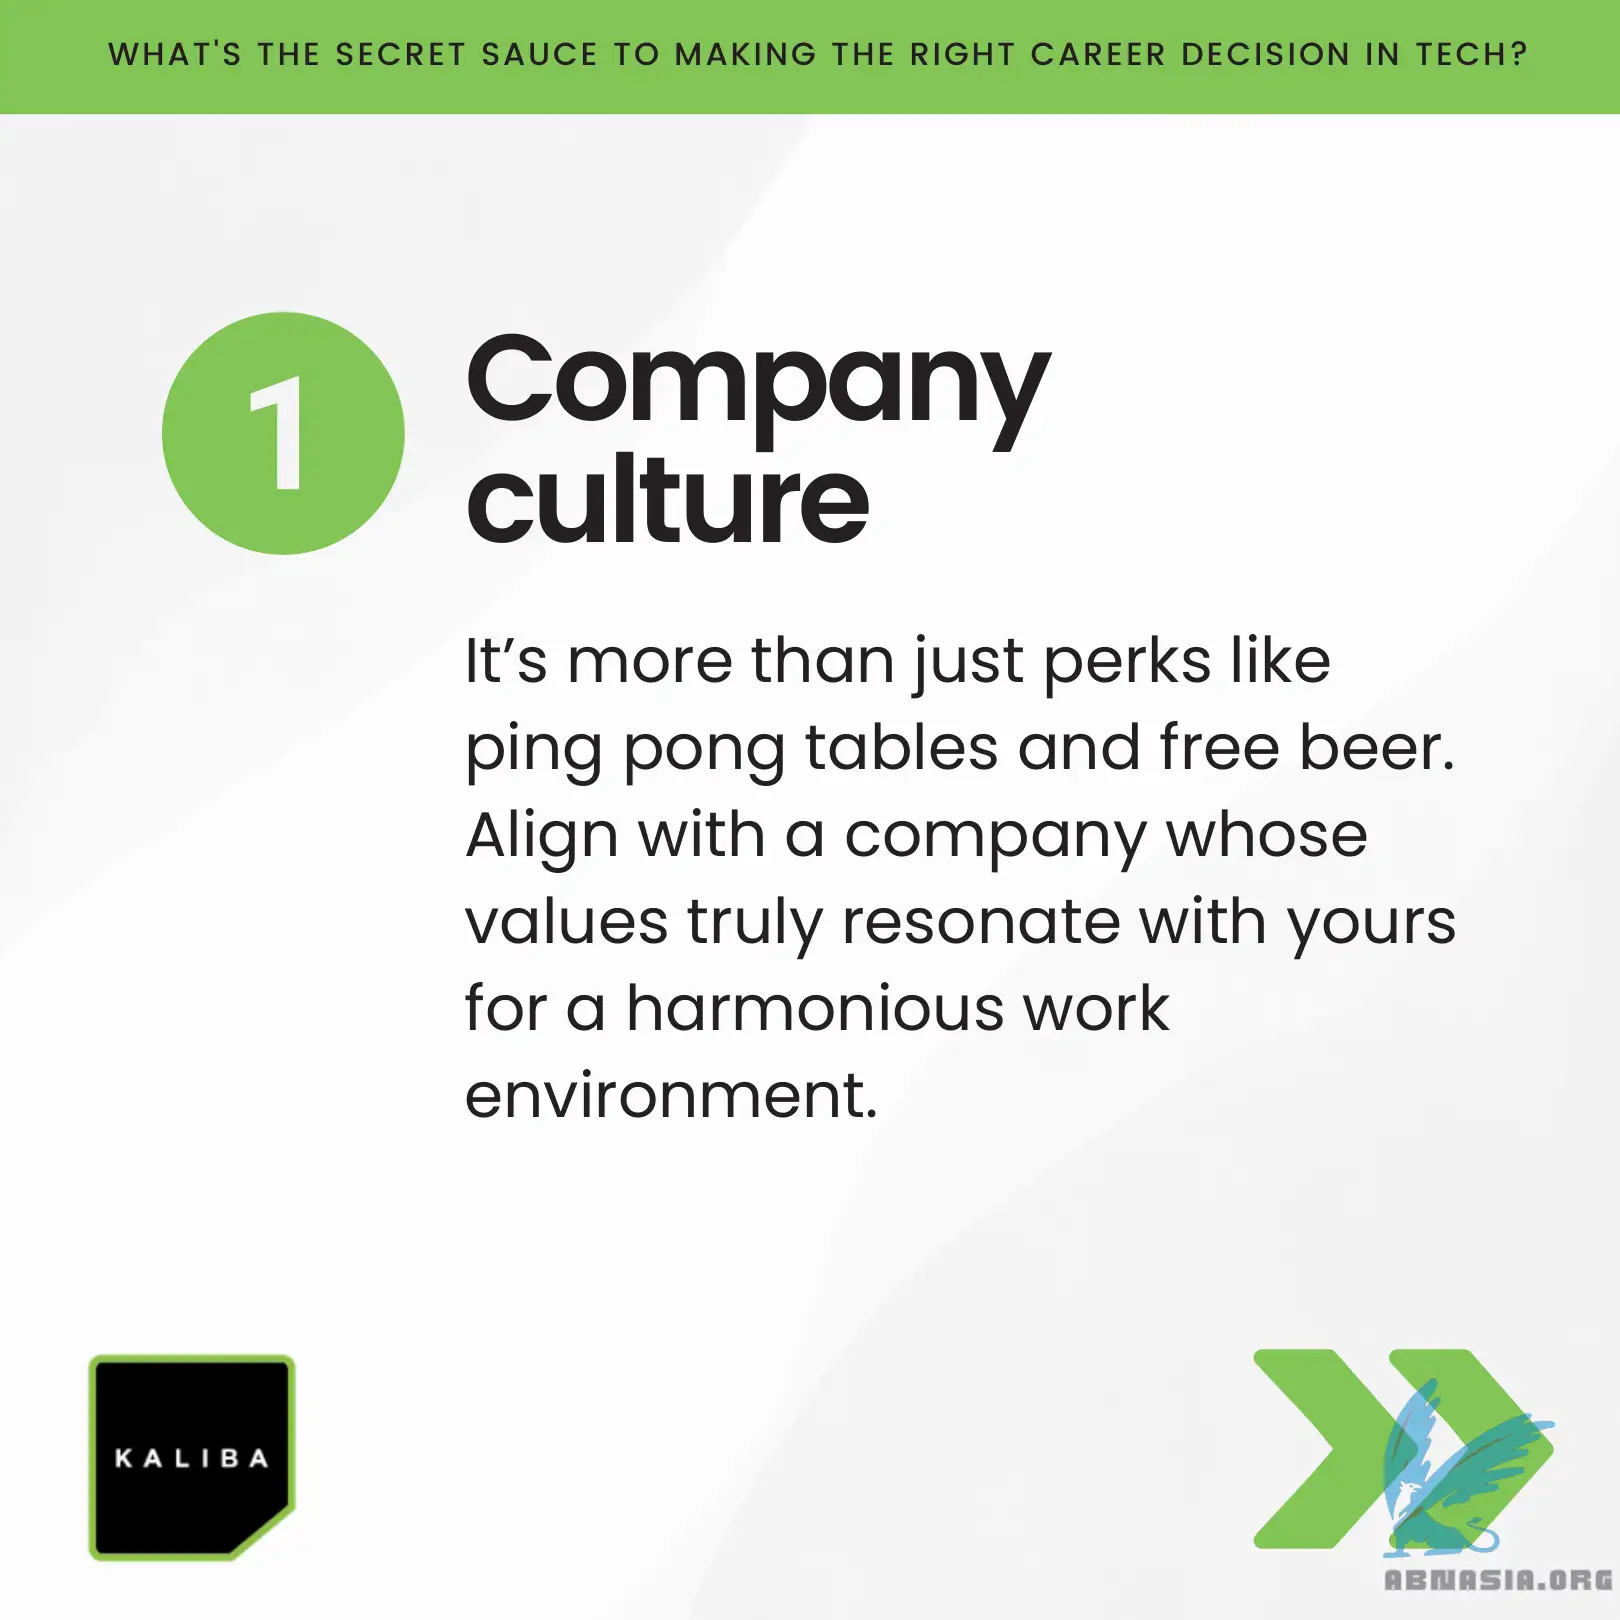 WHAT'S THE SECRET SAUCE TO MAKING THE RIGHT CAREER DECISION IN TECH?
1
Company
culture
It’s more than just perks like
ping pong tables and free beer.
Align with a company whose
values truly resonate with yours
for a harmonious work
environment.
KALIBA
ABNASIA.ORG